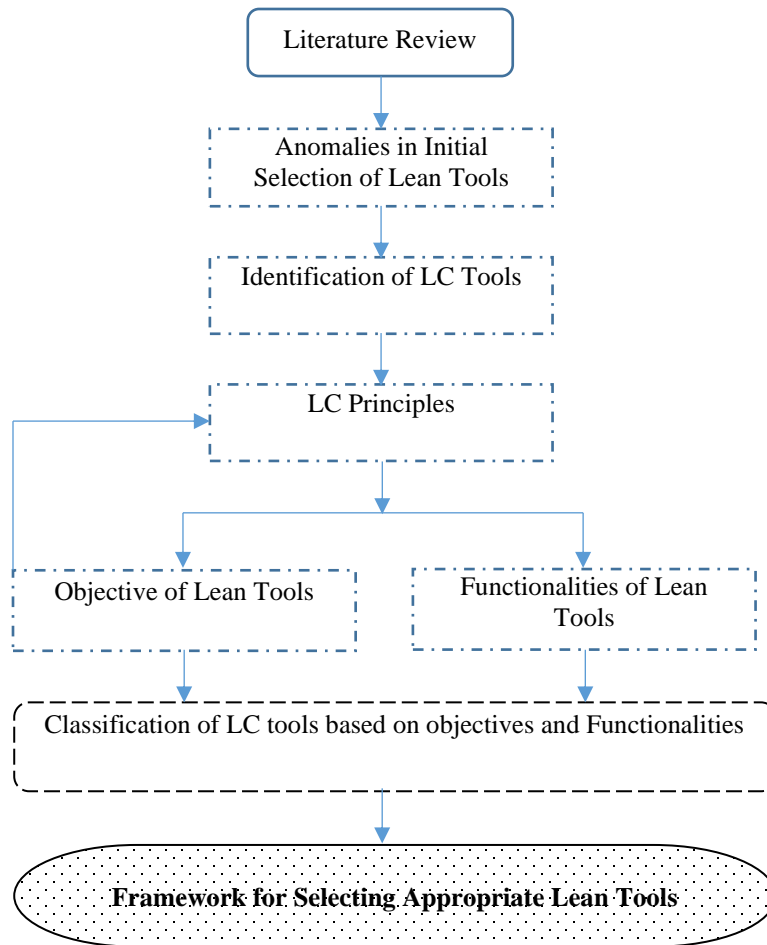 Literature Review
Anomalies in Initial
Selection of Lean Tools
Identification of LC Tools
LC Principles
Objective of Lean Tools
Functionalities of Lean
Tools
Classification of LC tools based on objectives and Functionalities
Framework for Selecting Appropriate Lean Tools